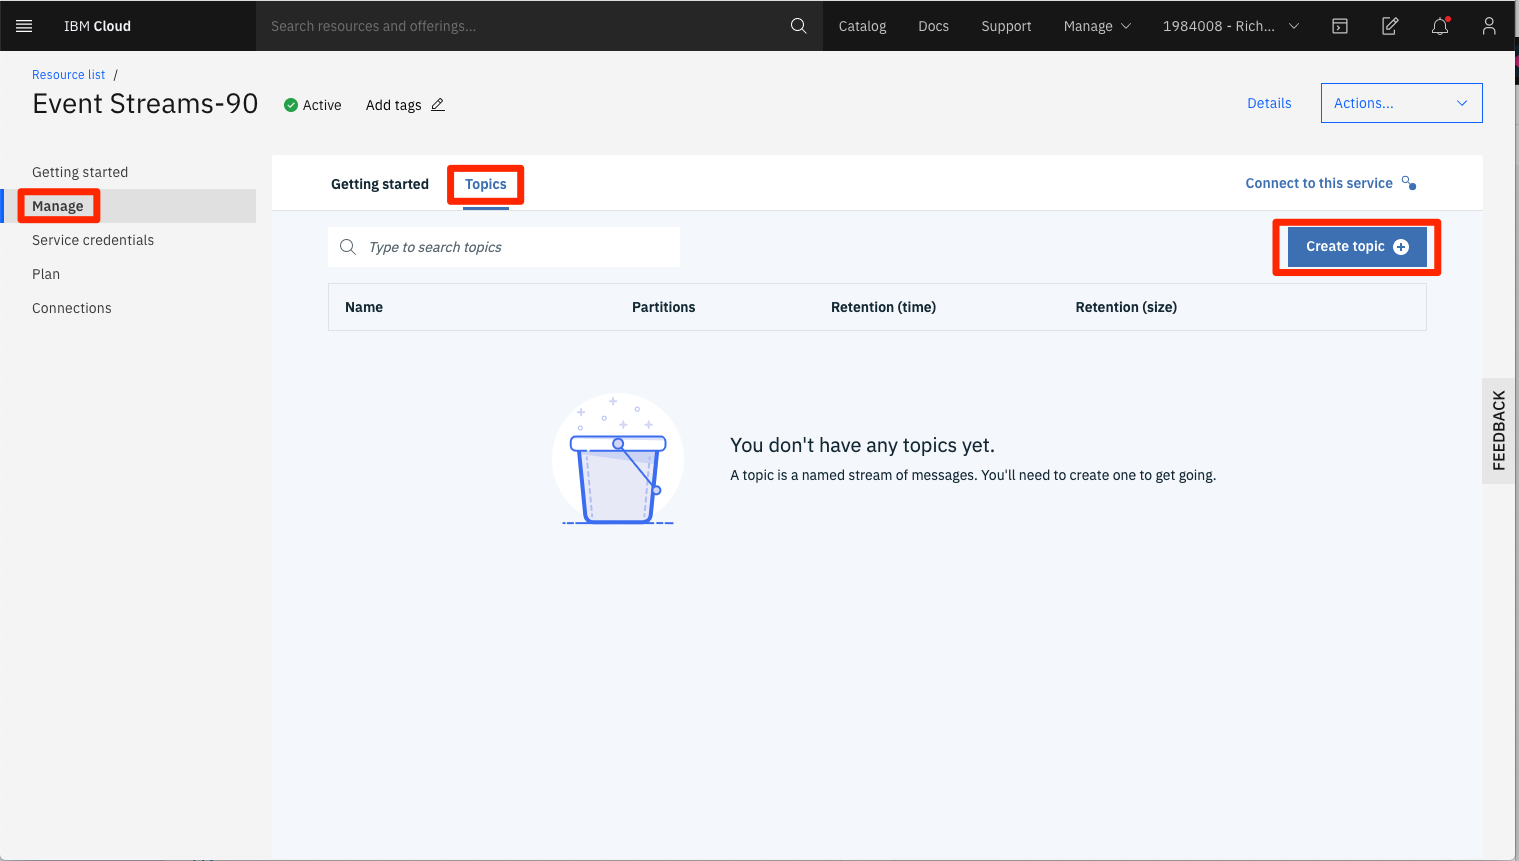 IBM Cloud
Search resources and offerings...
Catalog
Docs
Support
Manage
1984008 - Rich...
Resource list /
Event Streams-90
Active
Add tags
Details
Actions...
Getting started
Manage
Service credentials
Plan
Connections
Getting started
Topics
Connect to this service
Type to search topics
Create topic
Name
Partitions
Retention (time)
Retention (size)
You don't have any topics yet.
A topic is a named stream of messages. You'll need to create one to get going.
FEEDBACK